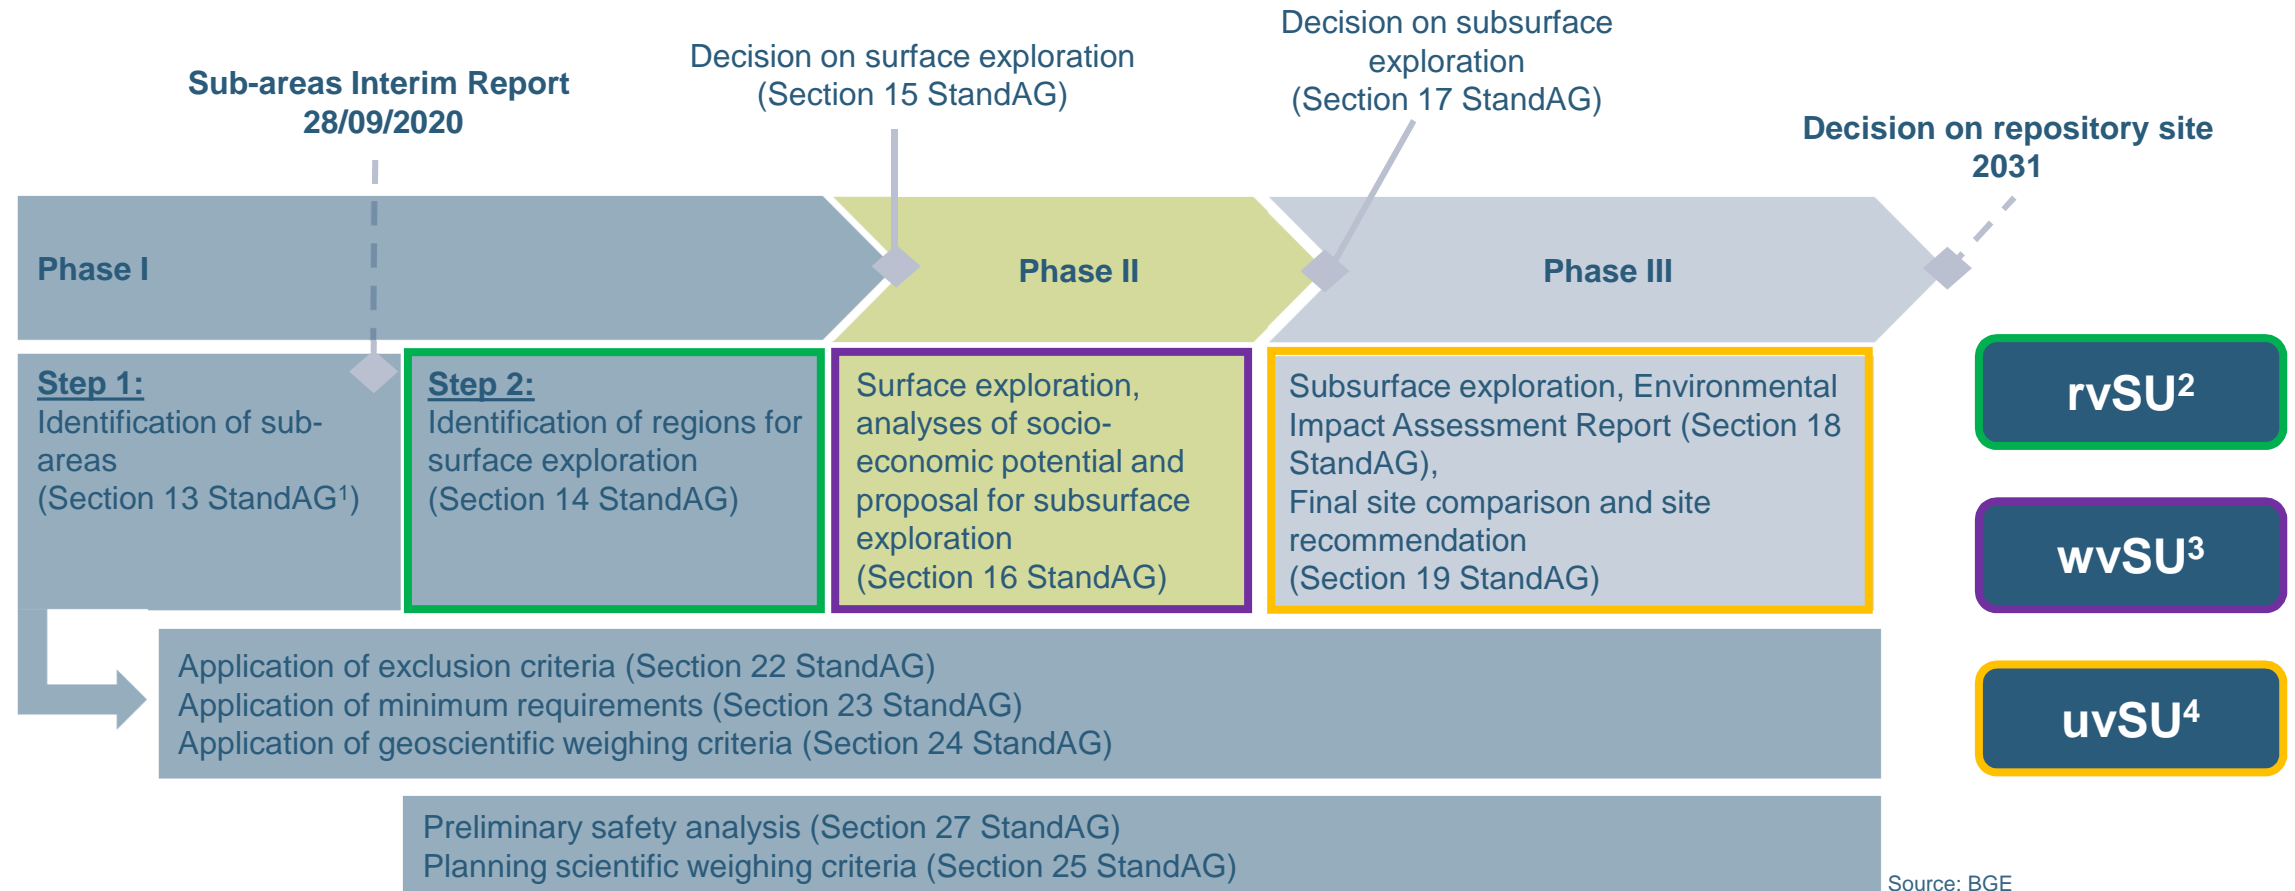 Sub-areas Interim Report
28/09/2020
Decision on surface exploration
(Section 15 StandAG)
Decision on subsurface
exploration
(Section 17 StandAG)
Decision on repository site
2031
Phase I
Phase II
Phase III
Step 1:
Identification of sub-
areas
(Section 13 StandAG¹)
Step 2:
Identification of regions for
surface exploration
(Section 14 StandAG)
Surface exploration,
analyses of socio-
economic potential and
proposal for subsurface
exploration
(Section 16 StandAG)
Subsurface exploration, Environmental
Impact Assessment Report (Section 18
StandAG),
Final site comparison and site
recommendation
(Section 19 StandAG)
rvSU²
wvSU³
uvSU⁴
Application of exclusion criteria (Section 22 StandAG)
Application of minimum requirements (Section 23 StandAG)
Application of geoscientific weighing criteria (Section 24 StandAG)
Preliminary safety analysis (Section 27 StandAG)
Planning scientific weighing criteria (Section 25 StandAG)
Source: BGE